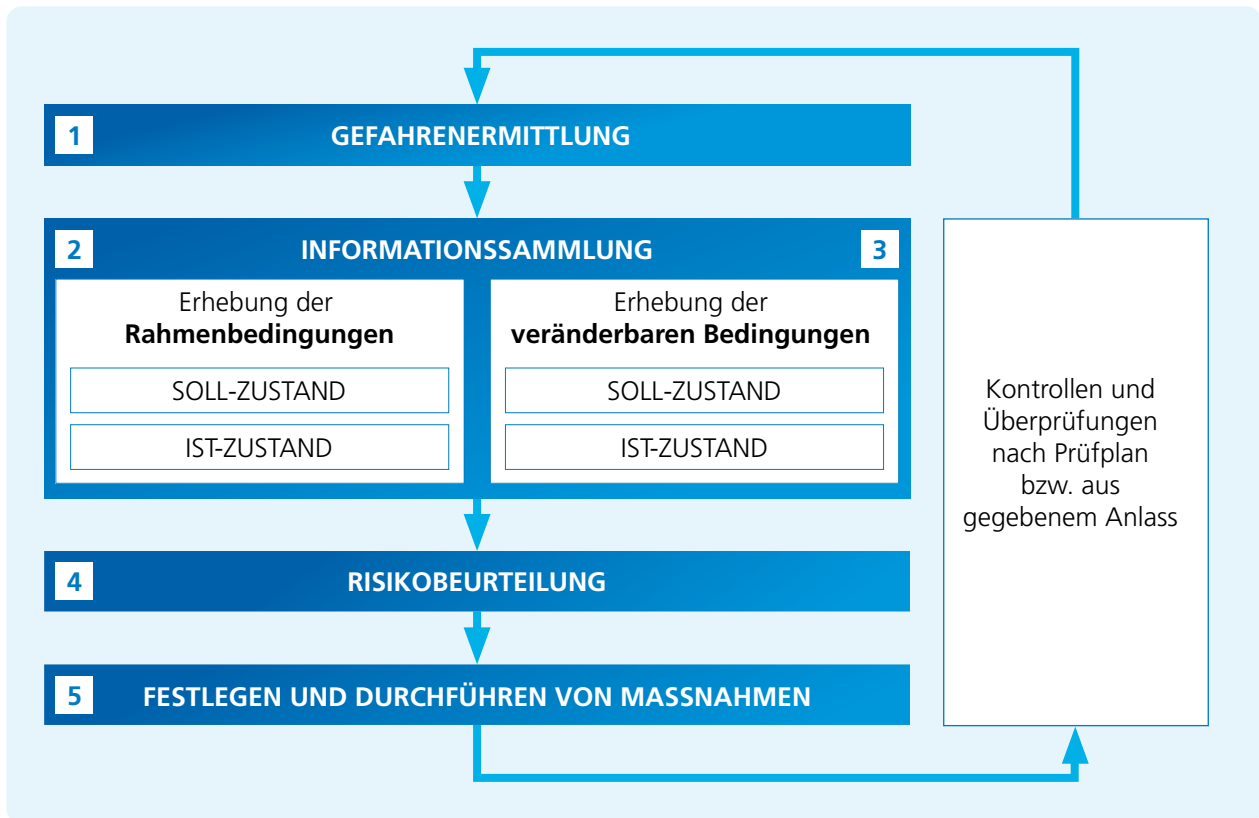 1 GEFAHRENERMITTLUNG
2 INFORMATIONSSAMMLUNG 3
Erhebung der
Rahmenbedingungen
SOLL-ZUSTAND
IST-ZUSTAND
Erhebung der
veränderbaren Bedingungen
SOLL-ZUSTAND
IST-ZUSTAND
4 RISIKOBEURTEILUNG
5 FESTLEGEN UND DURCHFÜHREN VON MASSNAHMEN
Kontrollen und
Überprüfungen
nach Prüfplan
bzw. aus
gegebenem Anlass